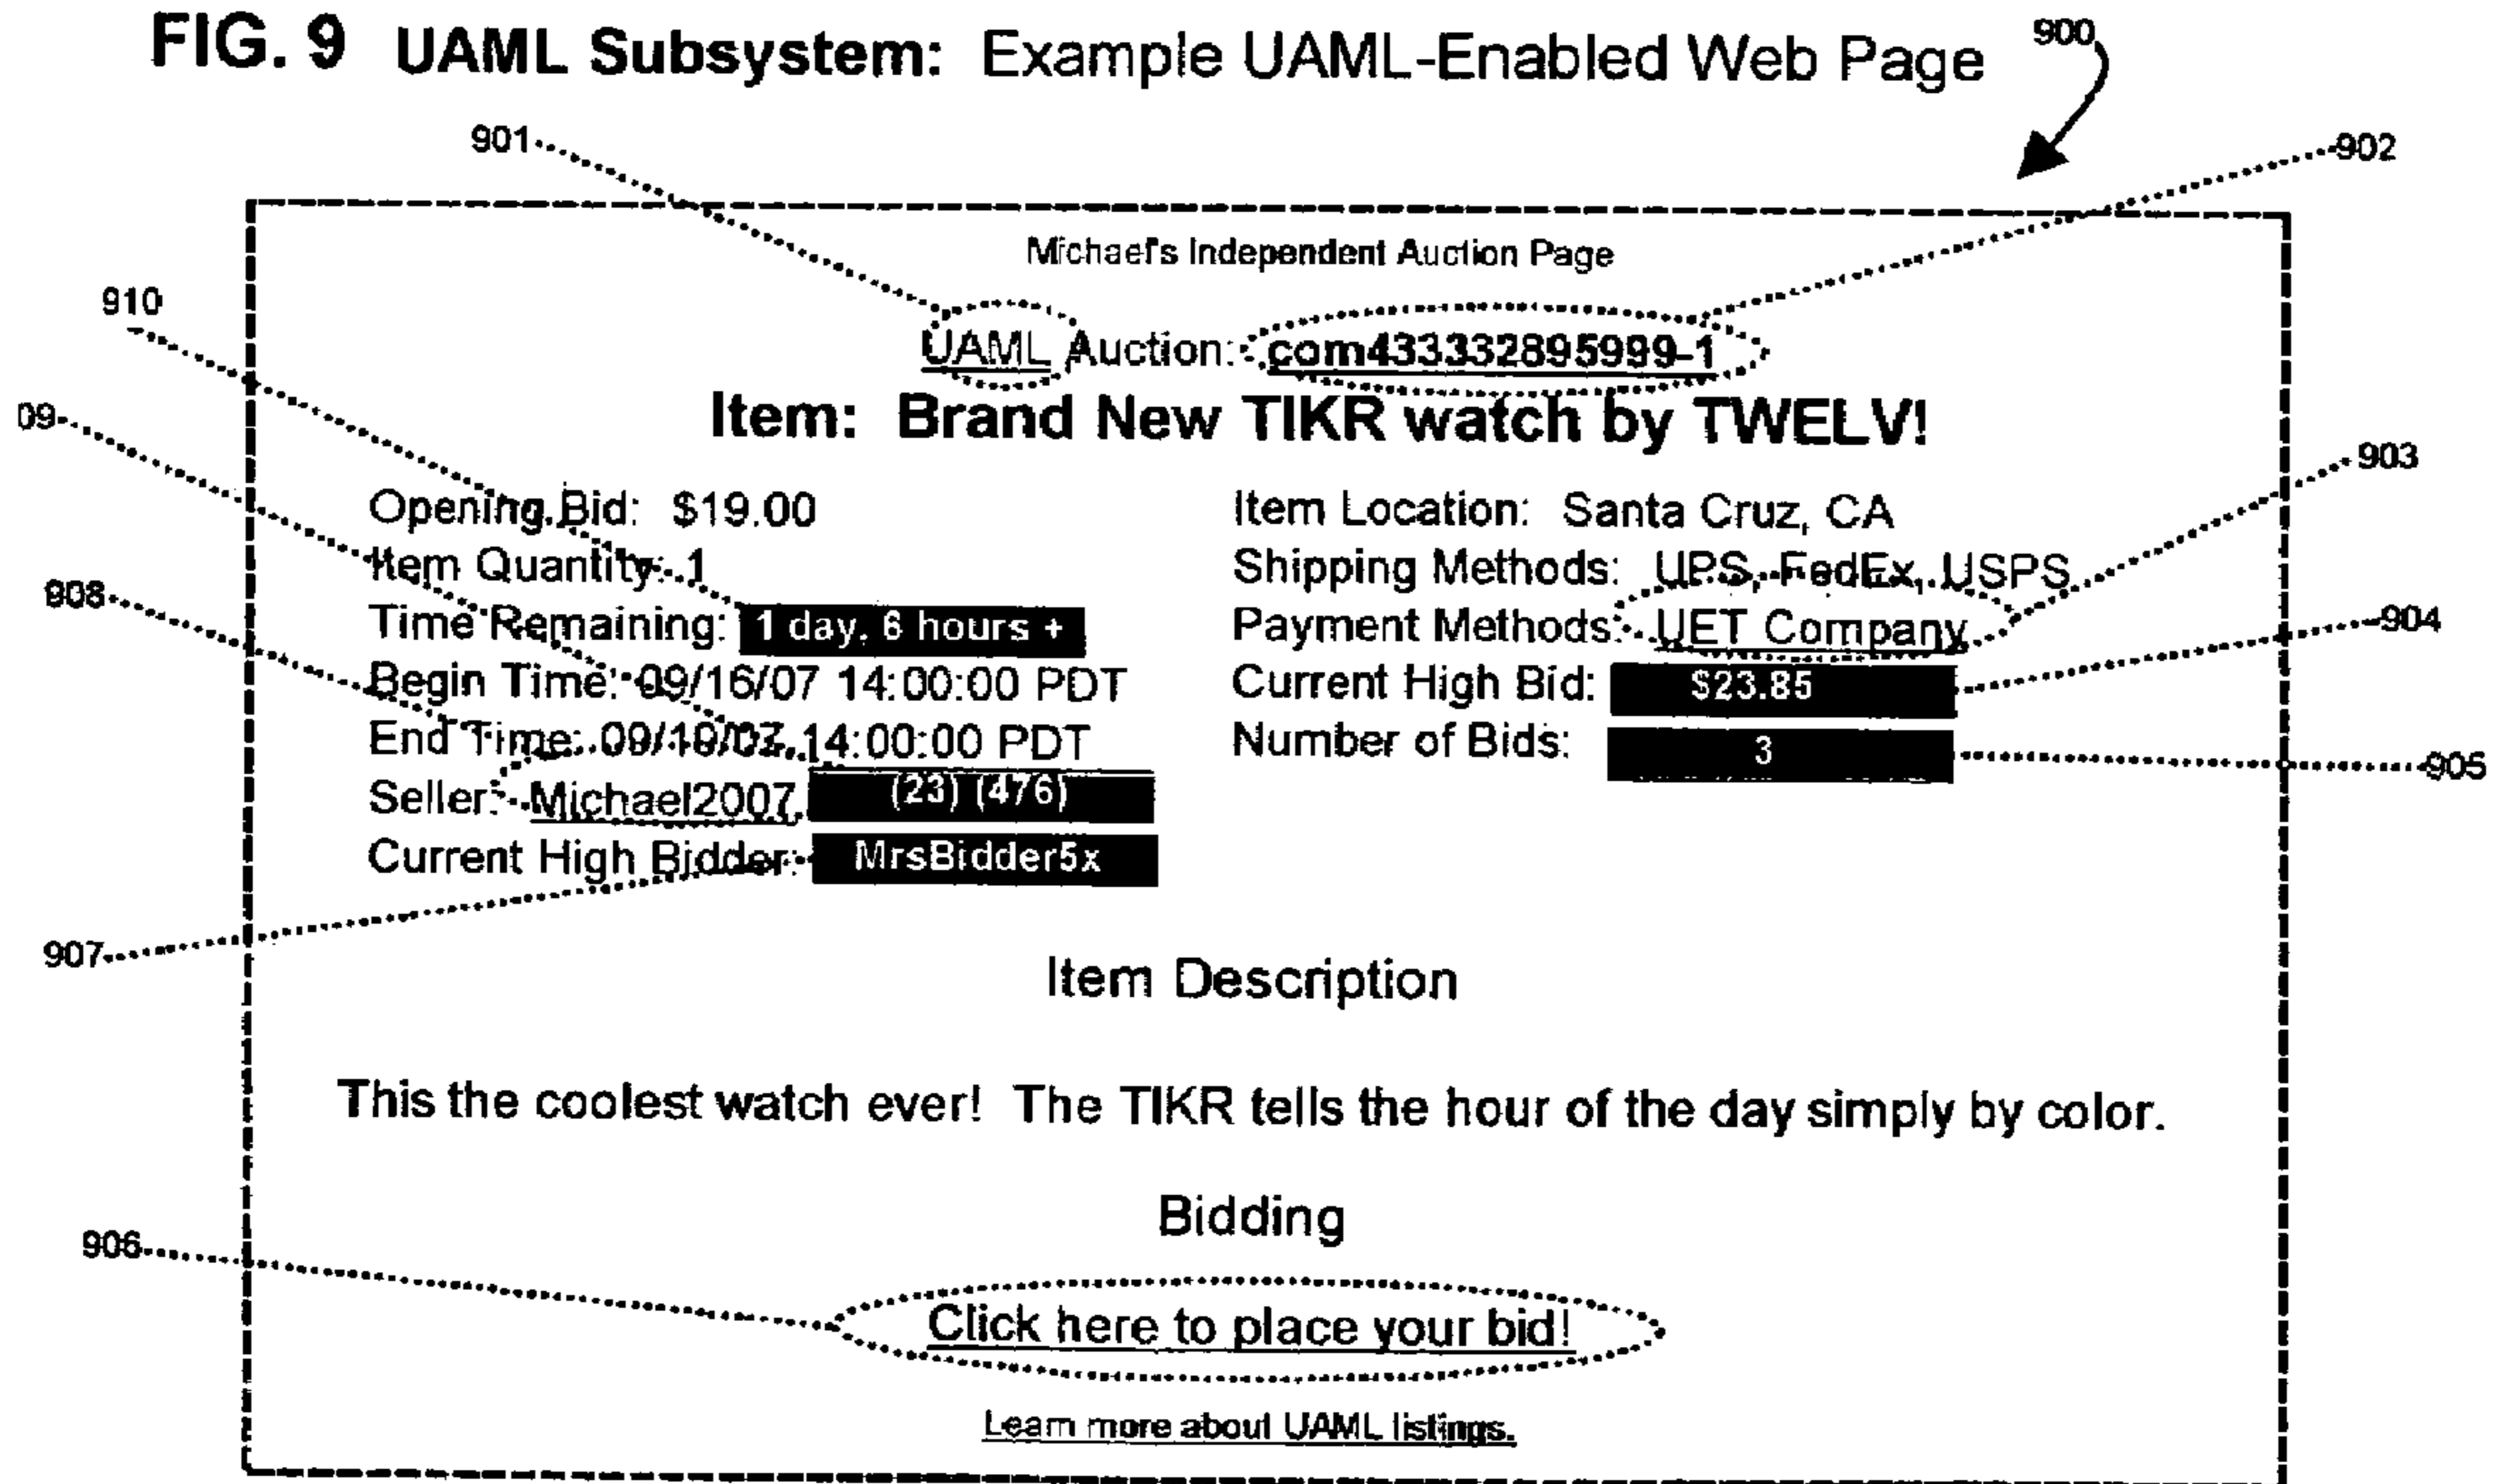 FIG. 9 UAML Subsystem: Example UAML-Enabled Web Page 900
901
902
Michael's Independent Auction Page
910
UAML Auction: com433332895999-1
09
Item: Brand New TIKR watch by TWELV!
903
Opening Bid: $19.00
Item Location: Santa Cruz, CA
Item Quantity: 1
Shipping Methods: UPS, FedEx, USPS
908
Time Remaining: 1 day, 6 hours +
Payment Methods: UET Company
904
Begin Time: 09/16/07 14:00:00 PDT
Current High Bid: $23.85
End Time: 09/19/07 14:00:00 PDT
Number of Bids: 3
905
Seller: Michael2007 (23) (476)
Current High Bidder: MrsBidder5x
907
Item Description
This the coolest watch ever! The TIKR tells the hour of the day simply by color.
Bidding
906
Click here to place your bid!
Learn more about UAML listings.